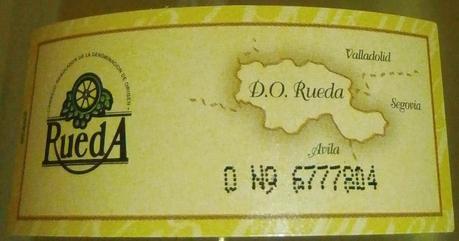 CONSEJO REGULADOR DE LA DENOMINACION DE ORIGEN
RuedA
Valladolid
D.O. Rueda
Segovia
Avila
0 N9 6777804